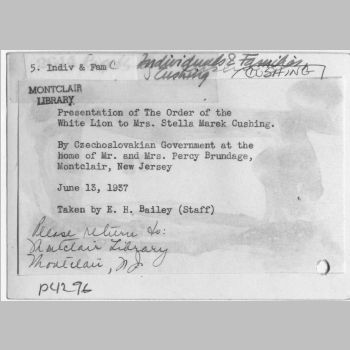 Individuals & Families
5. Indiv & Fam C
Cushing
CUSHING
MONTCLAIR
LIBRARY
Presentation of The Order of the
White Lion to Mrs. Stella Marek Cushing.
By Czechoslovakian Government at the
home of Mr. and Mrs. Percy Brundage,
Montclair, New Jersey
June 13, 1937
Taken by E. H. Bailey (Staff)
Please return to:
Montclair Library
Montclair, N.J.
p4296